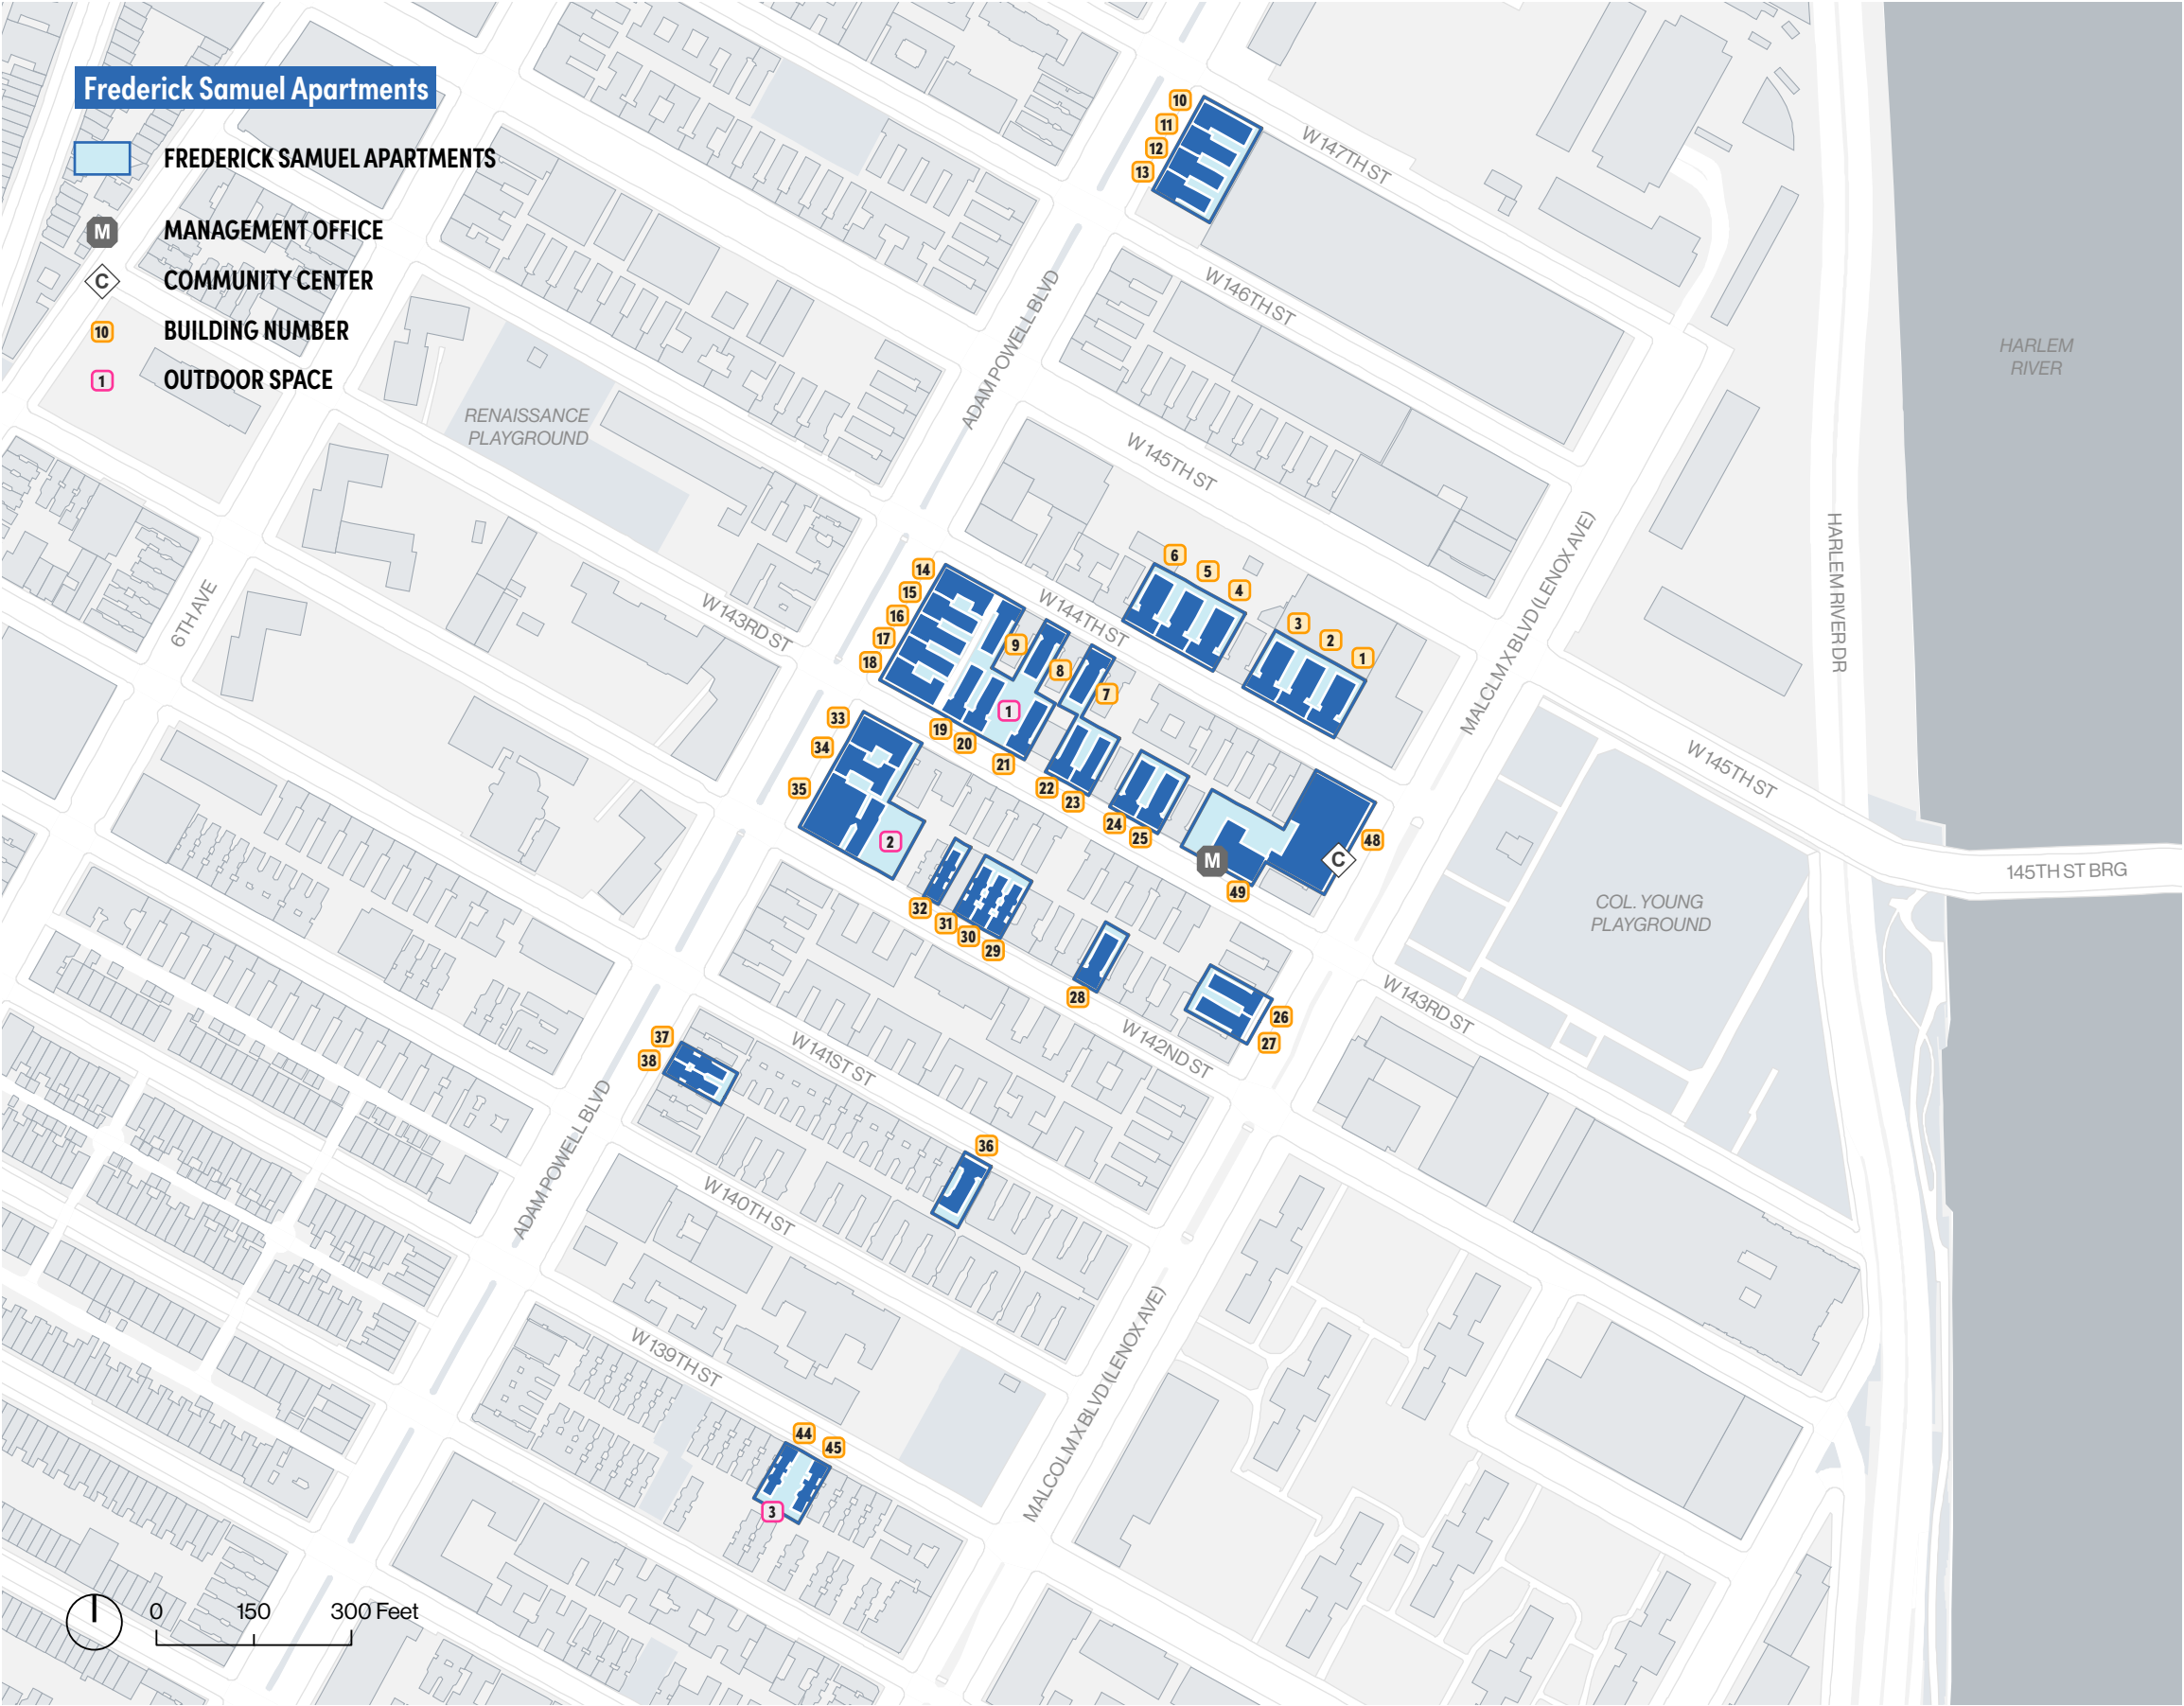 Frederick Samuel Apartments
FREDERICK SAMUEL APARTMENTS
M MANAGEMENT OFFICE
C COMMUNITY CENTER
10 BUILDING NUMBER
1 OUTDOOR SPACE
10
11
12
13
W 147TH ST
W 146TH ST
ADAM POWELL BLVD
HARLEM
RIVER
RENAISSANCE
PLAYGROUND
W 145TH ST
HARLEM RIVER DR
MALCLM X BLVD (LENOX AVE)
6TH AVE
W 143RD ST
W 144TH ST
6
5
4
3
2
1
14
15
16
17
18
9
8
7
1
19
20
21
22
23
24
25
33
34
35
2
48
C
M
49
W 145TH ST
145TH ST BRG
COL. YOUNG
PLAYGROUND
32
31
30
29
28
26
27
W 143RD ST
W 142ND ST
37
38
W 141ST ST
36
ADAM POWELL BLVD
W 140TH ST
W 139TH ST
MALCOLM X BLVD (LENOX AVE)
44
45
3
0 150 300 Feet